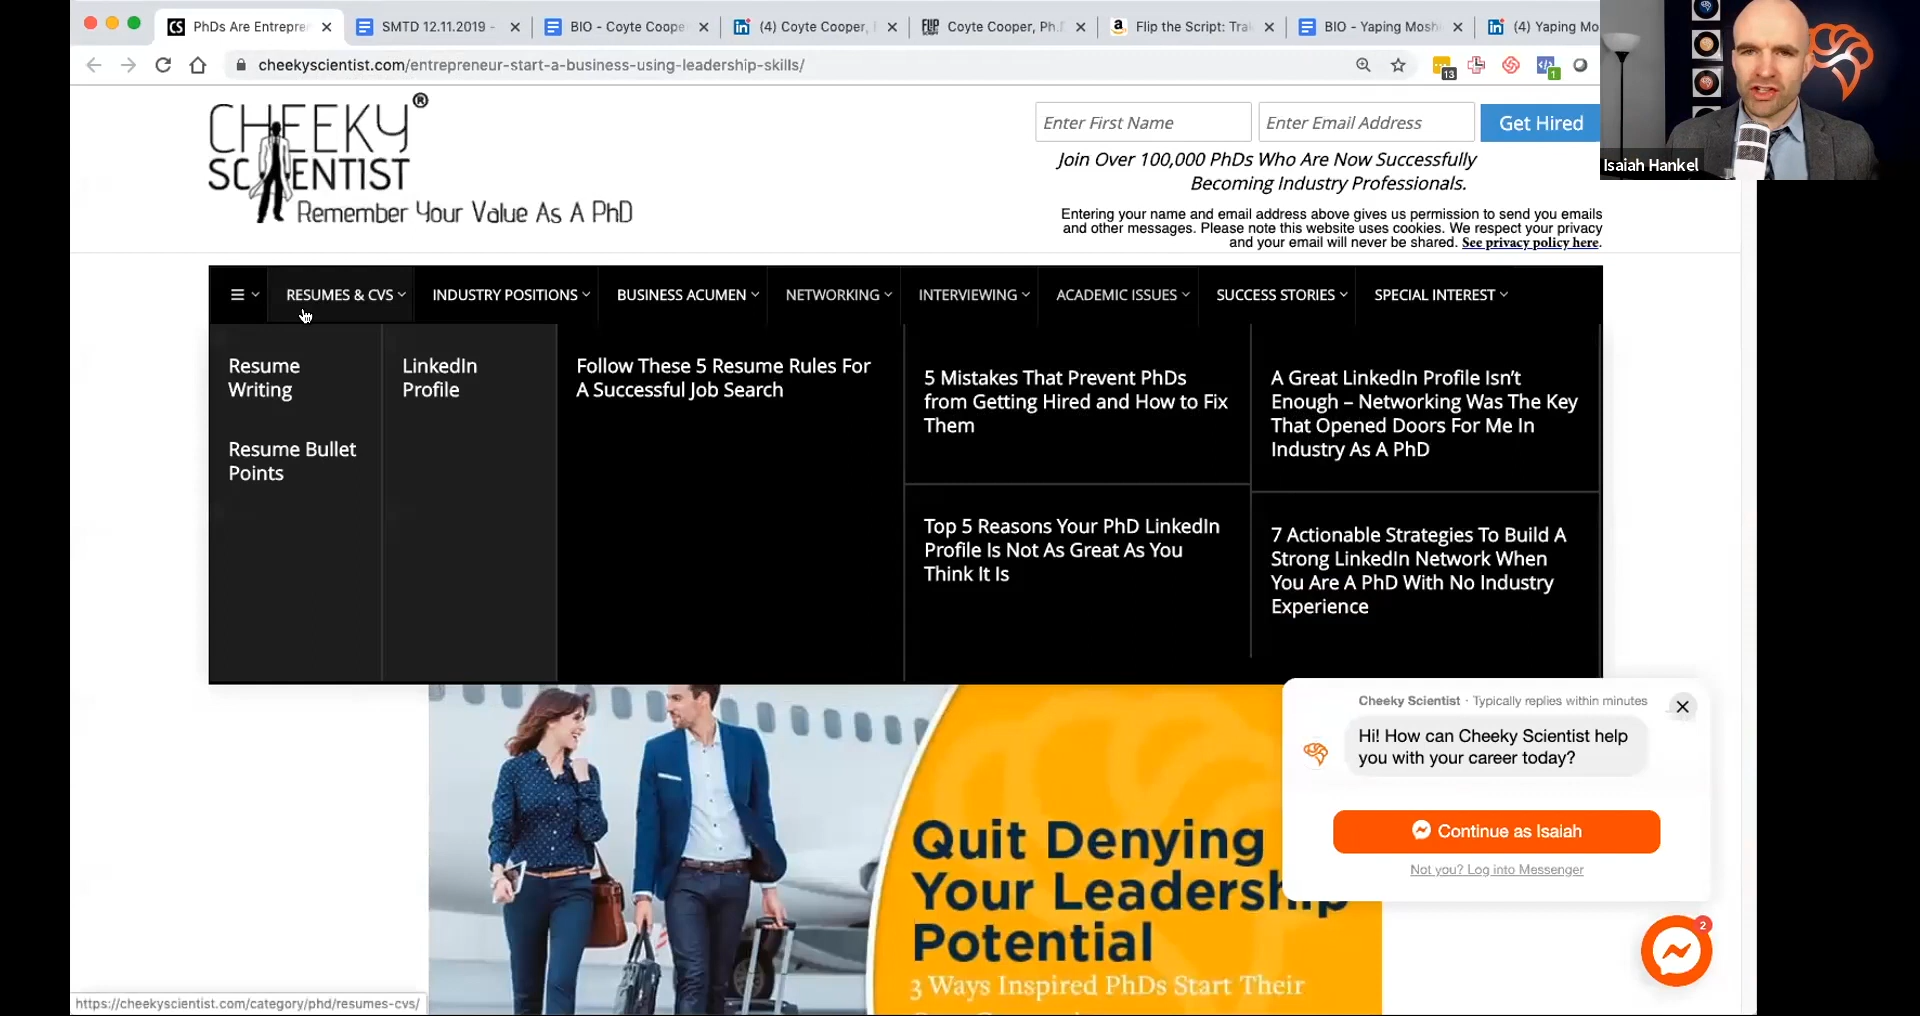 PhDs Are Entrepre
SMTD 12.11.2019 -
BIO - Coyte Coope
(4) Coyte Cooper,
Coyte Cooper, Ph.
Flip the Script: Tra
BIO - Yaping Mosh
(4) Yaping Mo
cheekyscientist.com/entrepreneur-start-a-business-using-leadership-skills/
13
1
Isaiah Hankel
CHEEKY®
SCIENTIST
Remember Your Value As A PhD
Enter First Name
Enter Email Address
Get Hired
Join Over 100,000 PhDs Who Are Now Successfully
Becoming Industry Professionals.
Entering your name and email address above gives us permission to send you emails
and other messages. Please note this website uses cookies. We respect your privacy
and your email will never be shared. See privacy policy here.
RESUMES & CVS
INDUSTRY POSITIONS
BUSINESS ACUMEN
NETWORKING
INTERVIEWING
ACADEMIC ISSUES
SUCCESS STORIES
SPECIAL INTEREST
Resume
Writing
Resume Bullet
Points
LinkedIn
Profile
Follow These 5 Resume Rules For
A Successful Job Search
5 Mistakes That Prevent PhDs
from Getting Hired and How to Fix
Them
Top 5 Reasons Your PhD LinkedIn
Profile Is Not As Great As You
Think It Is
A Great LinkedIn Profile Isn't
Enough – Networking Was The Key
That Opened Doors For Me In
Industry As A PhD
7 Actionable Strategies To Build A
Strong LinkedIn Network When
You Are A PhD With No Industry
Experience
Quit Denying
Your Leadership
Potential
3 Ways Inspired PhDs Start Their
Cheeky Scientist · Typically replies within minutes
Hi! How can Cheeky Scientist help
you with your career today?
Continue as Isaiah
Not you? Log into Messenger
2
https://cheekyscientist.com/category/phd/resumes-cvs/